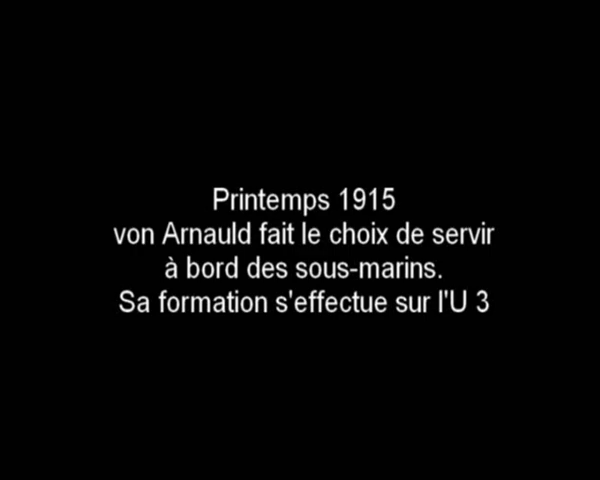 Printemps 1915
von Arnauld fait le choix de servir
à bord des sous-marins.
Sa formation s'effectue sur l'U 3